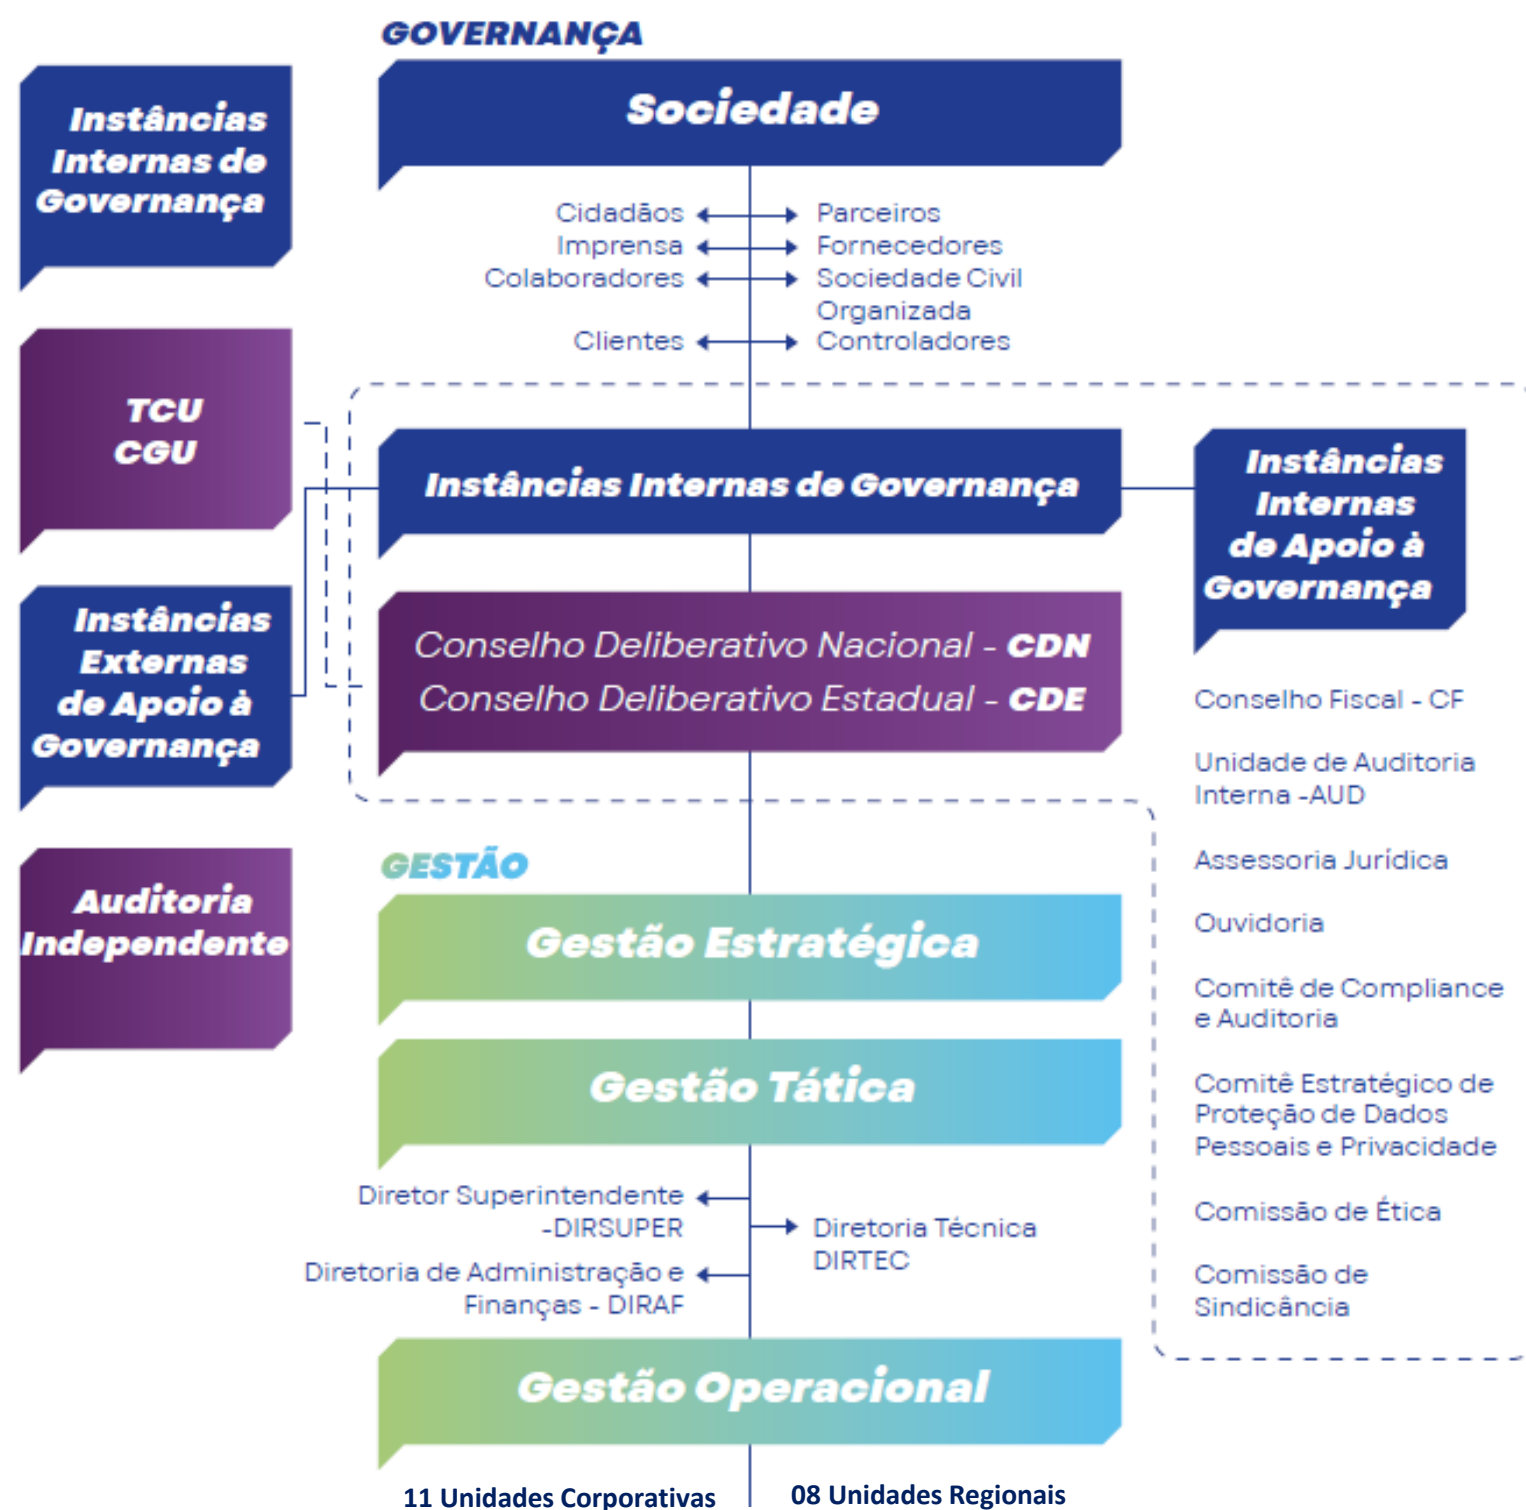 GOVERNANÇA
Instâncias
Internas de
Governança
Sociedade
Cidadãos
Parceiros
Imprensa
Fornecedores
Colaboradores
Sociedade Civil
Organizada
Clientes
Controladores
TCU
CGU
Instâncias Internas de Governança
Instâncias
Internas
de Apoio à
Governança
Instâncias
Externas
de Apoio à
Governança
Conselho Deliberativo Nacional - CDN
Conselho Deliberativo Estadual - CDE
Conselho Fiscal - CF
Unidade de Auditoria
Interna -AUD
Assessoria Jurídica
Ouvidoria
Comitê de Compliance
e Auditoria
Comitê Estratégico de
Proteção de Dados
Pessoais e Privacidade
Comissão de Ética
Comissão de
Sindicância
Auditoria
Independente
GESTÃO
Gestão Estratégica
Gestão Tática
Diretor Superintendente
-DIRSUPER
Diretoria Técnica
DIRTEC
Diretoria de Administração e
Finanças - DIRAF
Gestão Operacional
11 Unidades Corporativas
08 Unidades Regionais